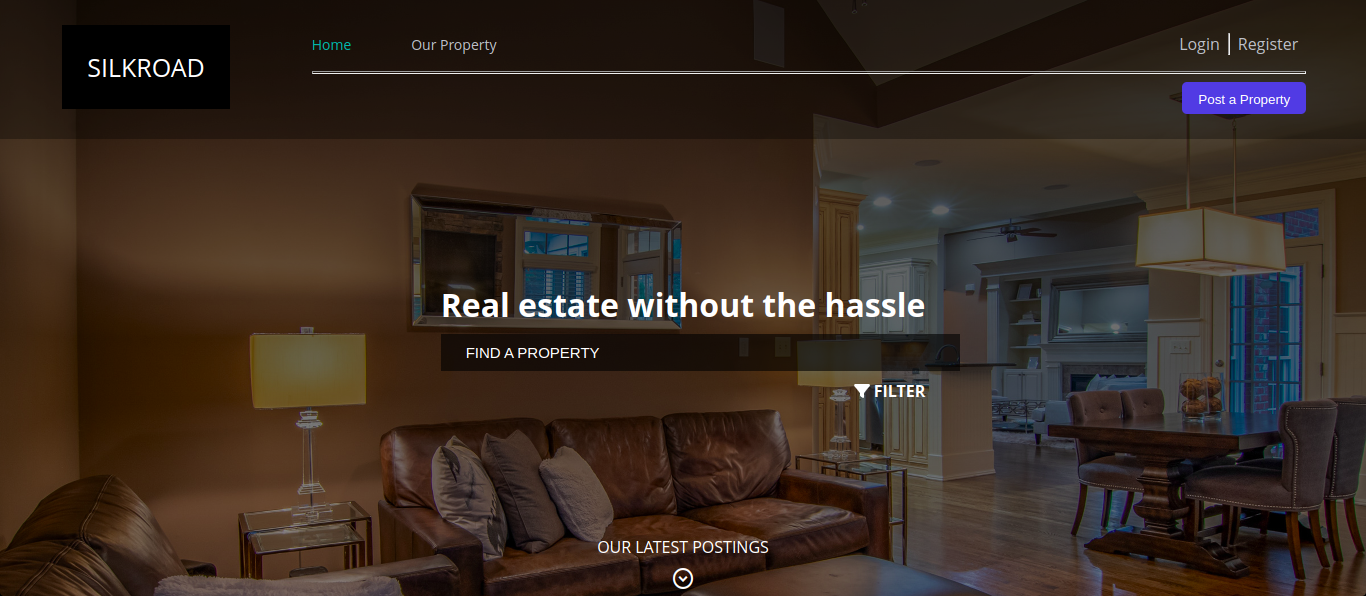 SILKROAD
Home
Our Property
Login
Register
Post a Property
Real estate without the hassle
FIND A PROPERTY
FILTER
OUR LATEST POSTINGS